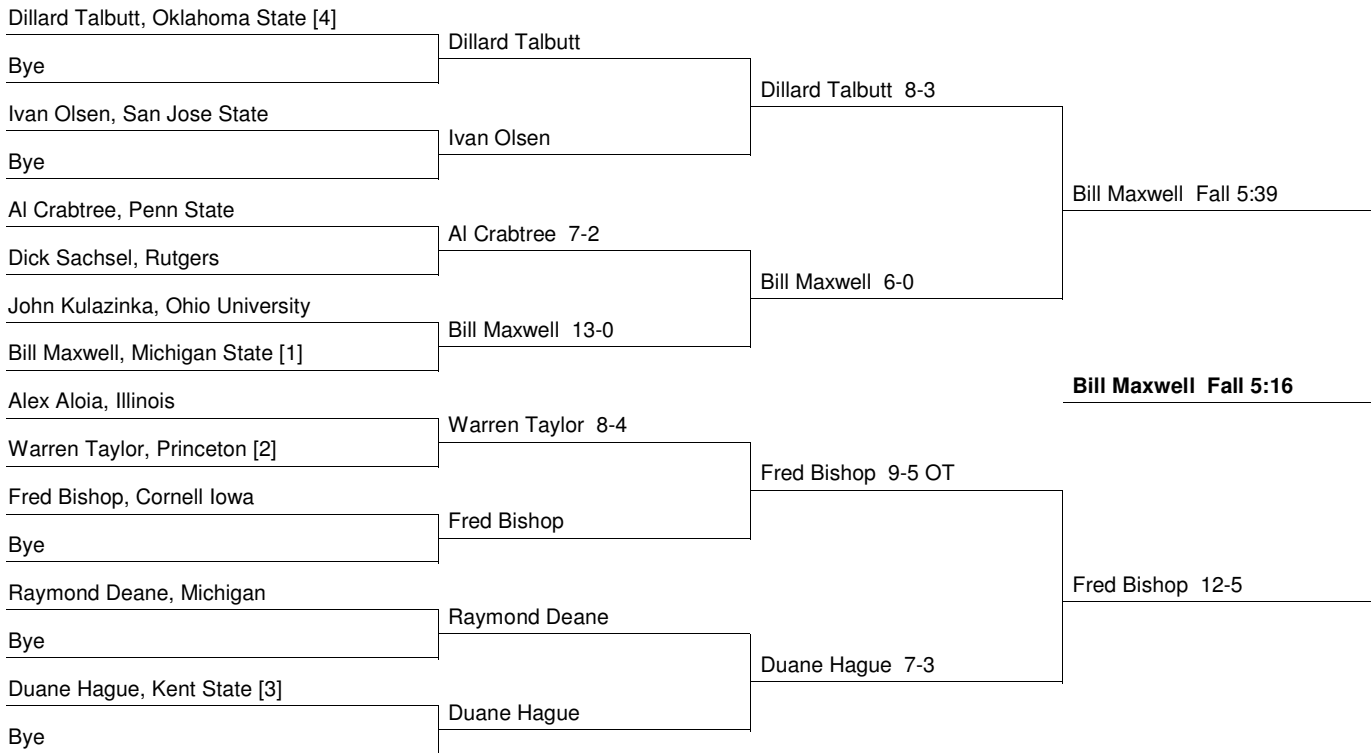 Dillard Talbutt, Oklahoma State [4]
Bye
Ivan Olsen, San Jose State
Bye
Al Crabtree, Penn State
Dick Sachsel, Rutgers
John Kulazinka, Ohio University
Bill Maxwell, Michigan State [1]
Alex Aloia, Illinois
Warren Taylor, Princeton [2]
Fred Bishop, Cornell Iowa
Bye
Raymond Deane, Michigan
Bye
Duane Hague, Kent State [3]
Bye
Dillard Talbutt
Ivan Olsen
Al Crabtree 7-2
Bill Maxwell 13-0
Warren Taylor 8-4
Fred Bishop
Raymond Deane
Duane Hague
Dillard Talbutt 8-3
Bill Maxwell 6-0
Fred Bishop 9-5 OT
Duane Hague 7-3
Bill Maxwell Fall 5:39
Bill Maxwell Fall 5:16
Fred Bishop 12-5